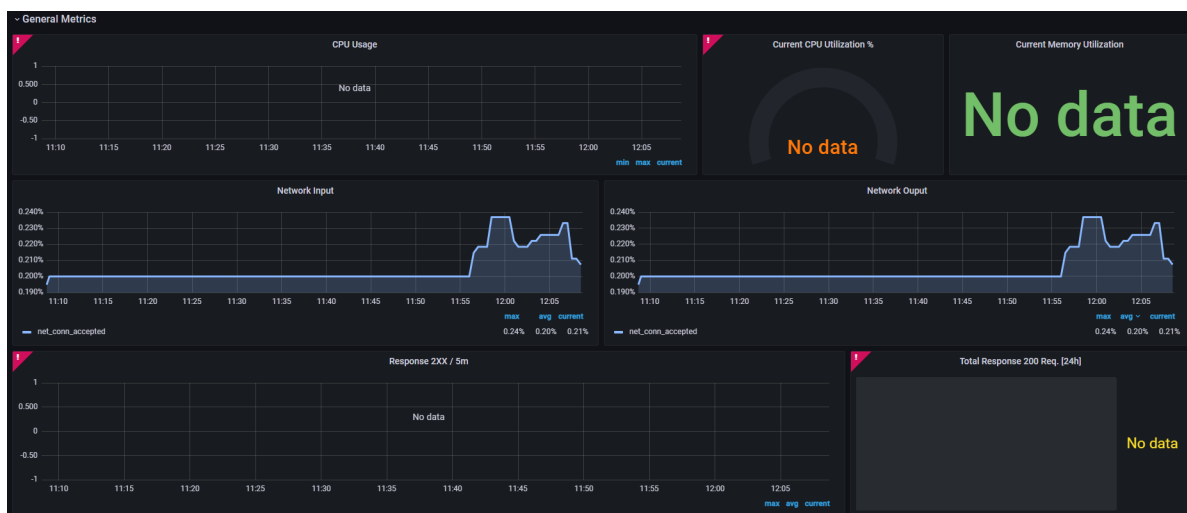 General Metrics
!
CPU Usage
1
0.500
0
-0.50
-1
No data
11:10 11:15 11:20 11:25 11:30 11:35 11:40 11:45 11:50 11:55 12:00 12:05
min max current
!
Current CPU Utilization %
No data
Current Memory Utilization
No data
Network Input
0.240%
0.230%
0.220%
0.210%
0.200%
0.190%
11:10 11:15 11:20 11:25 11:30 11:35 11:40 11:45 11:50 11:55 12:00 12:05
max avg current
net_conn_accepted 0.24% 0.20% 0.21%
Network Ouput
0.240%
0.230%
0.220%
0.210%
0.200%
0.190%
11:10 11:15 11:20 11:25 11:30 11:35 11:40 11:45 11:50 11:55 12:00 12:05
max avg current
net_conn_accepted 0.24% 0.20% 0.21%
!
Response 2XX / 5m
1
0.500
0
-0.50
-1
No data
11:10 11:15 11:20 11:25 11:30 11:35 11:40 11:45 11:50 11:55 12:00 12:05
max avg current
!
Total Response 200 Req. [24h]
No data